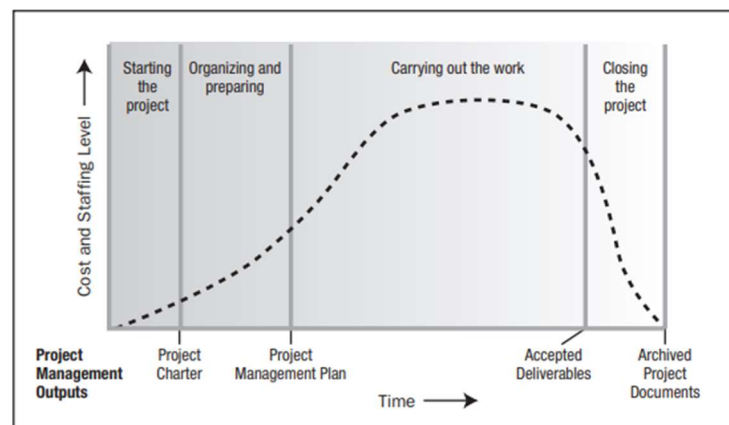 Starting
the
project
Organizing and
preparing
Carrying out the work
Closing
the
project
Cost and Staffing Level
Project
Management
Outputs
Project
Charter
Project
Management Plan
Accepted
Deliverables
Archived
Project
Documents
Time